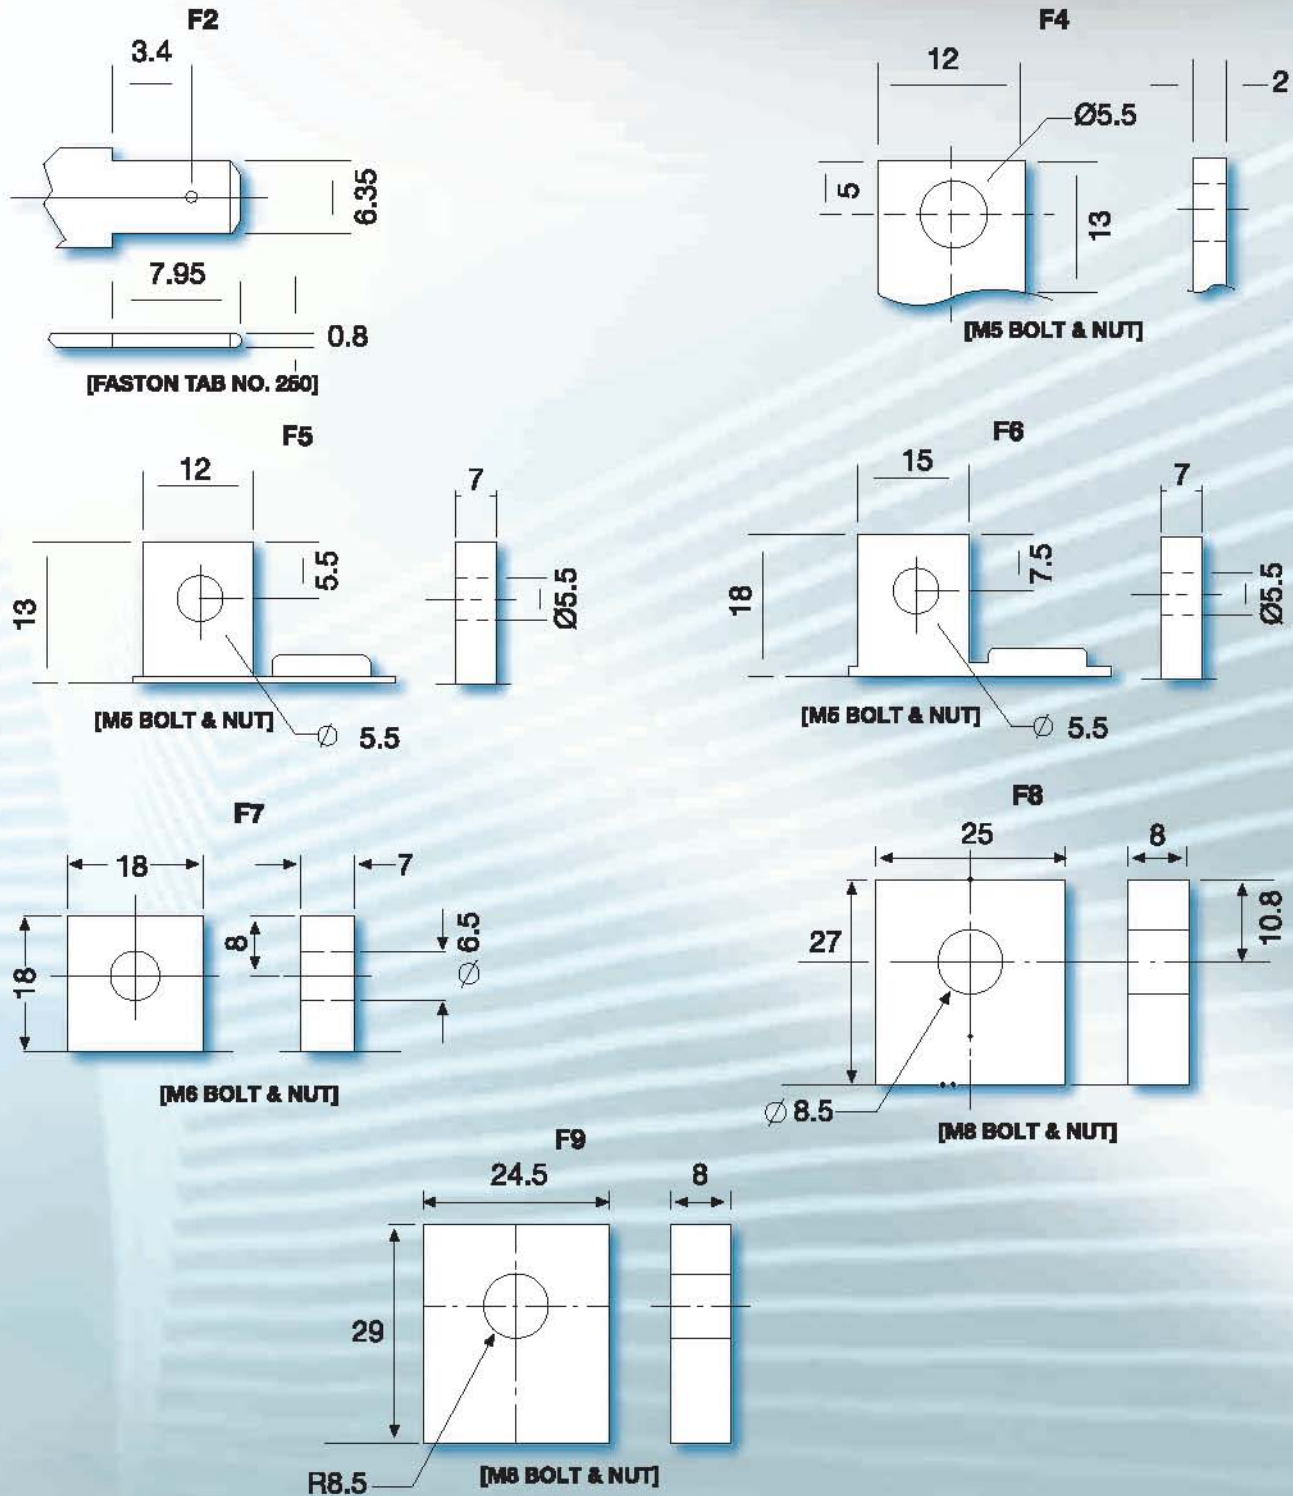 F2
3.4
6.35
7.95
0.8
[FASTON TAB NO. 250]
F4
12
2
Ø5.5
5
13
[M5 BOLT & NUT]
F5
12
7
5.5
13
Ø5.5
[M5 BOLT & NUT]
∅ 5.5
F6
15
7
7.5
18
Ø5.5
[M5 BOLT & NUT]
∅ 5.5
F7
18
7
18
8
∅ 6.5
[M6 BOLT & NUT]
F8
25
8
27
10.8
∅ 8.5
[M8 BOLT & NUT]
F9
24.5
8
29
R8.5
[M8 BOLT & NUT]